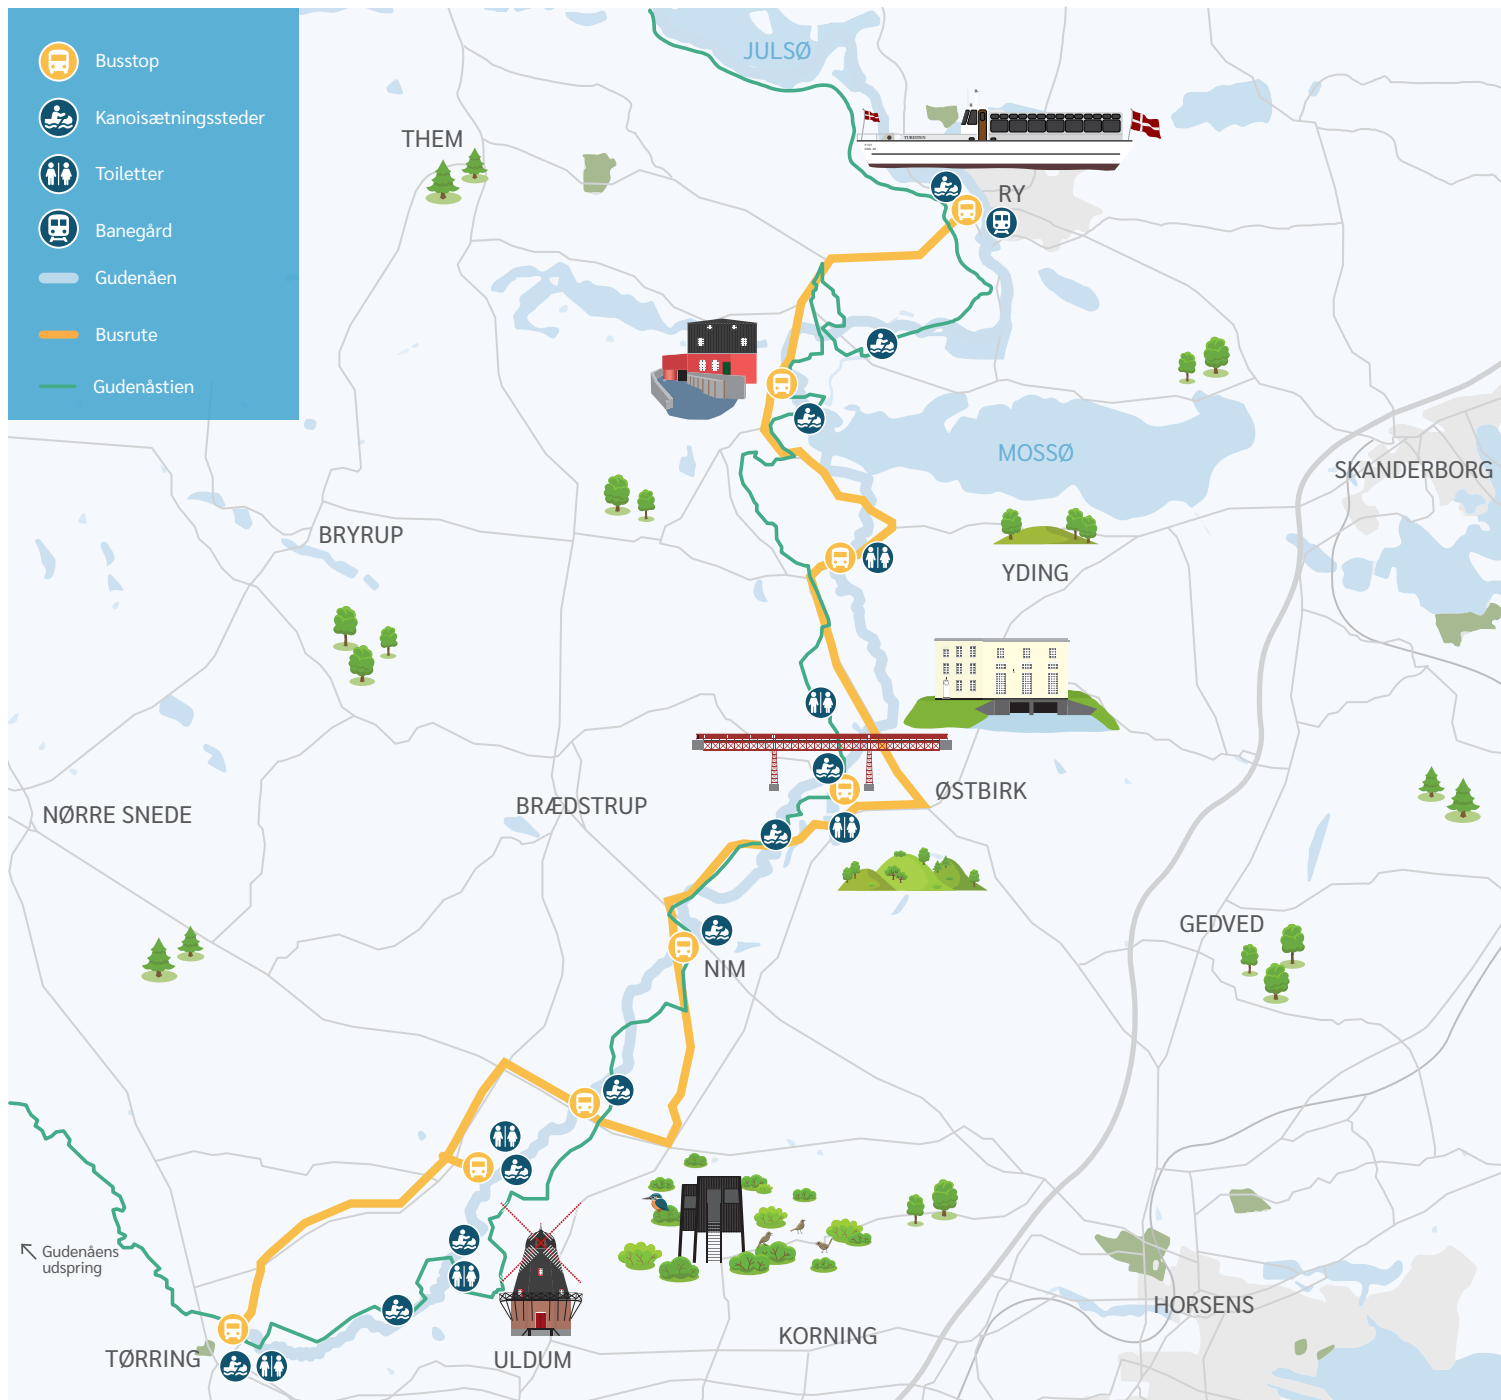 Busstop
Kanoisætningssteder
Toiletter
Banegård
Gudenåen
Busrute
Gudenåstien
JULSØ
THEM
TURISTEN
RY
MOSSØ
SKANDERBORG
BRYRUP
YDING
NØRRE SNEDE
BRÆDSTRUP
ØSTBIRK
GEDVED
NIM
Gudenåens
udspring
HORSENS
KORNING
TØRRING
ULDUM